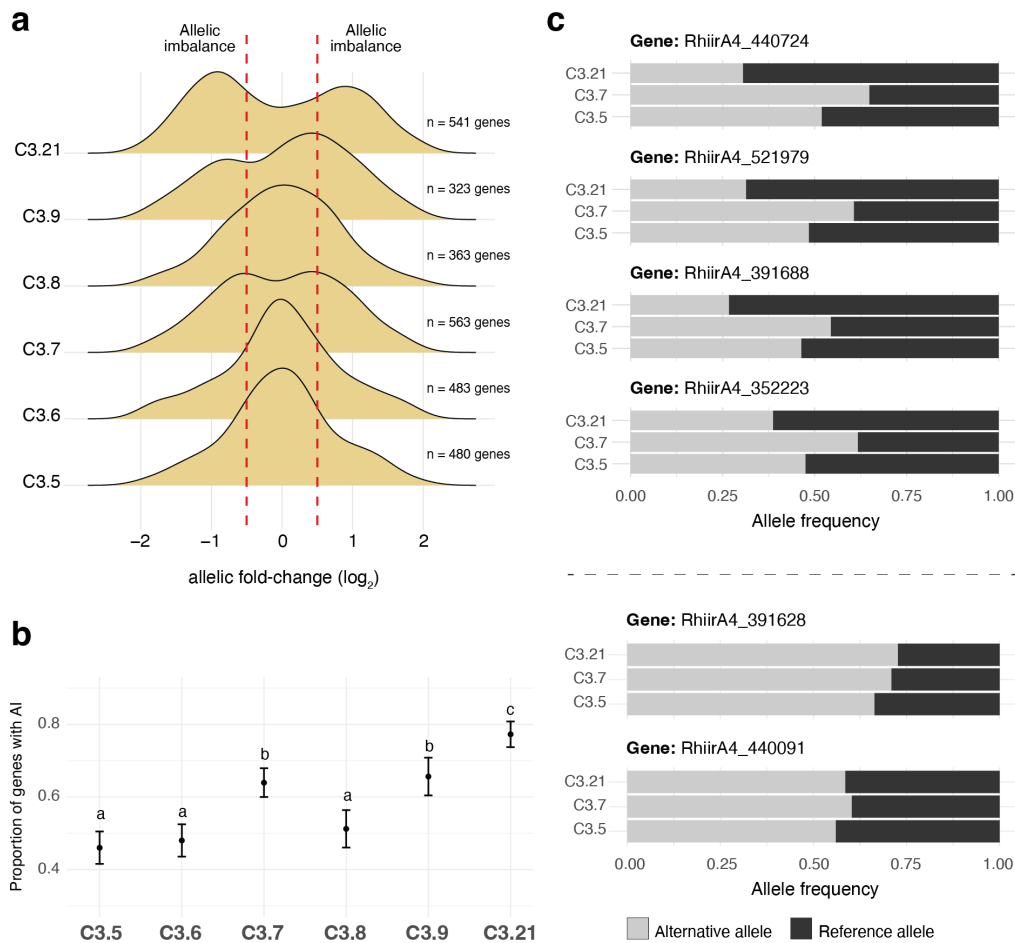 a
Allelic
imbalance
Allelic
imbalance
n = 541 genes
C3.21
n = 323 genes
C3.9
n = 363 genes
C3.8
n = 563 genes
C3.7
n = 483 genes
C3.6
n = 480 genes
C3.5
−2 −1 0 1 2
allelic fold-change (log2)
b
Proportion of genes with AI
0.8
0.6
0.4
a a b a b c
C3.5 C3.6 C3.7 C3.8 C3.9 C3.21
c
Gene: RhiirA4_440724
C3.21
C3.7
C3.5
Gene: RhiirA4_521979
C3.21
C3.7
C3.5
Gene: RhiirA4_391688
C3.21
C3.7
C3.5
Gene: RhiirA4_352223
C3.21
C3.7
C3.5
0.00 0.25 0.50 0.75 1.00
Allele frequency
Gene: RhiirA4_391628
C3.21
C3.7
C3.5
Gene: RhiirA4_440091
C3.21
C3.7
C3.5
0.00 0.25 0.50 0.75 1.00
Allele frequency
Alternative allele Reference allele